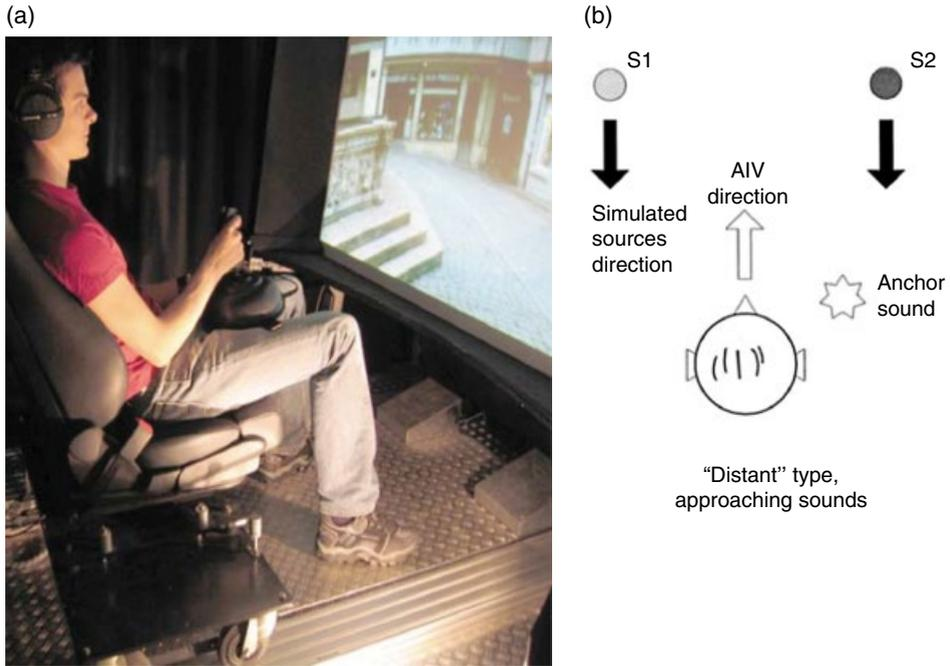 (a)
(b)
S1
S2
AIV
direction
Simulated
sources
direction
Anchor
sound
“Distant” type,
approaching sounds